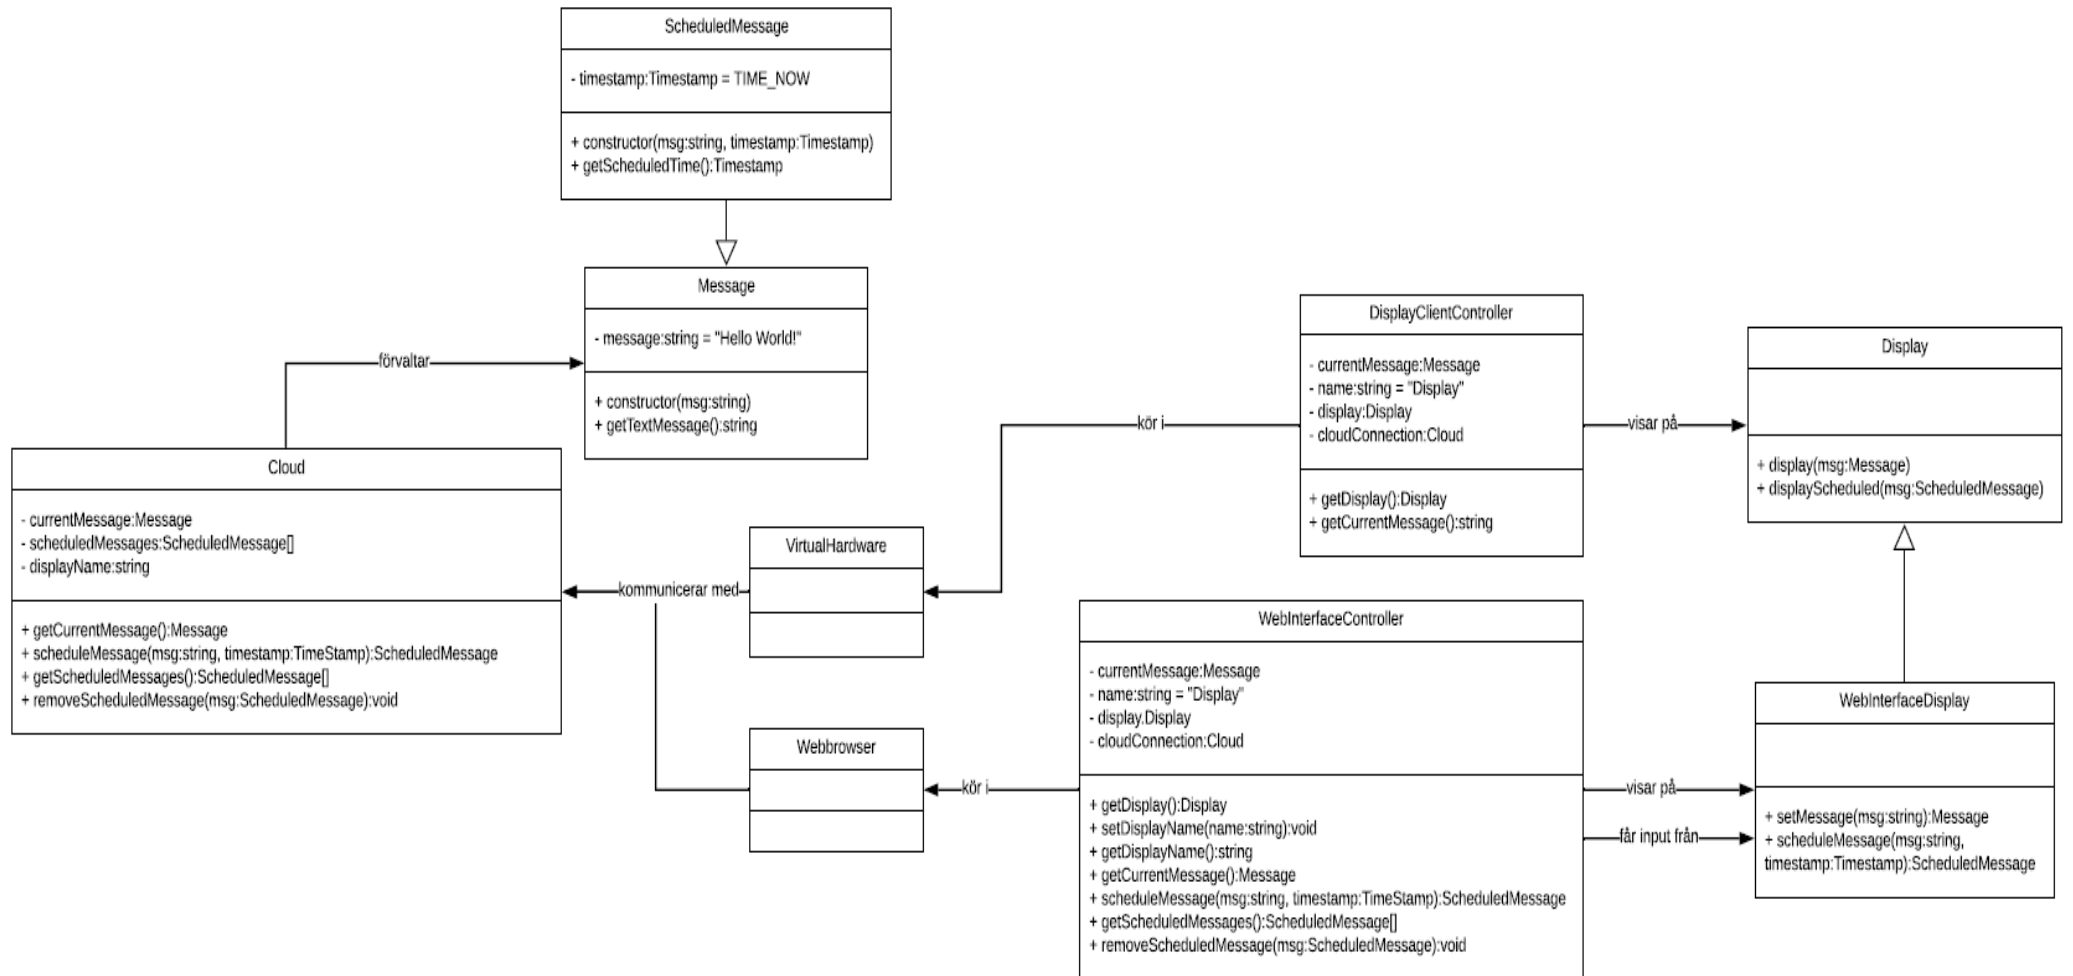 ScheduledMessage
- timestamp:Timestamp = TIME_NOW
+ constructor(msg:string, timestamp:Timestamp)
+ getScheduledTime():Timestamp
Message
- message:string = "Hello World!"
+ constructor(msg:string)
+ getTextMessage():string
förvaltar
Cloud
- currentMessage:Message
- scheduledMessages:ScheduledMessage[]
- displayName:string
+ getCurrentMessage():Message
+ scheduleMessage(msg:string, timestamp:TimeStamp):ScheduledMessage
+ getScheduledMessages():ScheduledMessage[]
+ removeScheduledMessage(msg:ScheduledMessage):void
kommunicerar med
VirtualHardware
Webbrowser
kör i
kör i
DisplayClientController
- currentMessage:Message
- name:string = "Display"
- display:Display
- cloudConnection:Cloud
+ getDisplay():Display
+ getCurrentMessage():string
visar på
Display
+ display(msg:Message)
+ displayScheduled(msg:ScheduledMessage)
WebInterfaceController
- currentMessage:Message
- name:string = "Display"
- display.Display
- cloudConnection:Cloud
+ getDisplay():Display
+ setDisplayName(name:string):void
+ getDisplayName():string
+ getCurrentMessage():Message
+ scheduleMessage(msg:string, timestamp:TimeStamp):ScheduledMessage
+ getScheduledMessages():ScheduledMessage[]
+ removeScheduledMessage(msg:ScheduledMessage):void
visar på
får input från
WebInterfaceDisplay
+ setMessage(msg:string):Message
+ scheduleMessage(msg:string,
timestamp:Timestamp):ScheduledMessage